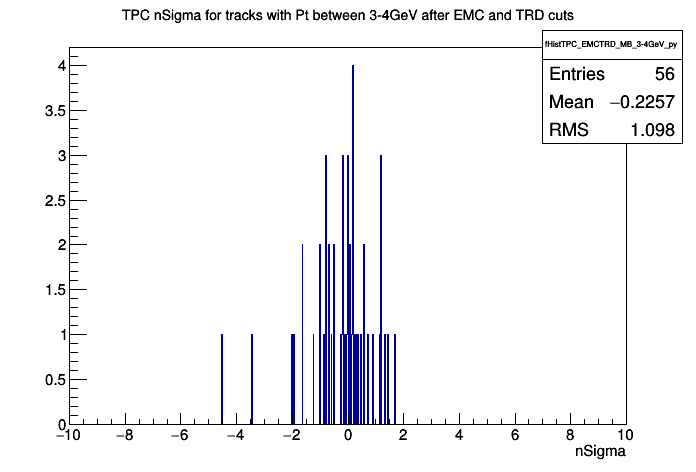 TPC nSigma for tracks with Pt between 3-4GeV after EMC and TRD cuts
fHistTPC_EMCTRD_MB_3-4GeV_py
Entries 56
Mean −0.2257
RMS 1.098
4
3.5
3
2.5
2
1.5
1
0.5
0
−10 −8 −6 −4 −2 0 2 4 6 8 10
nSigma